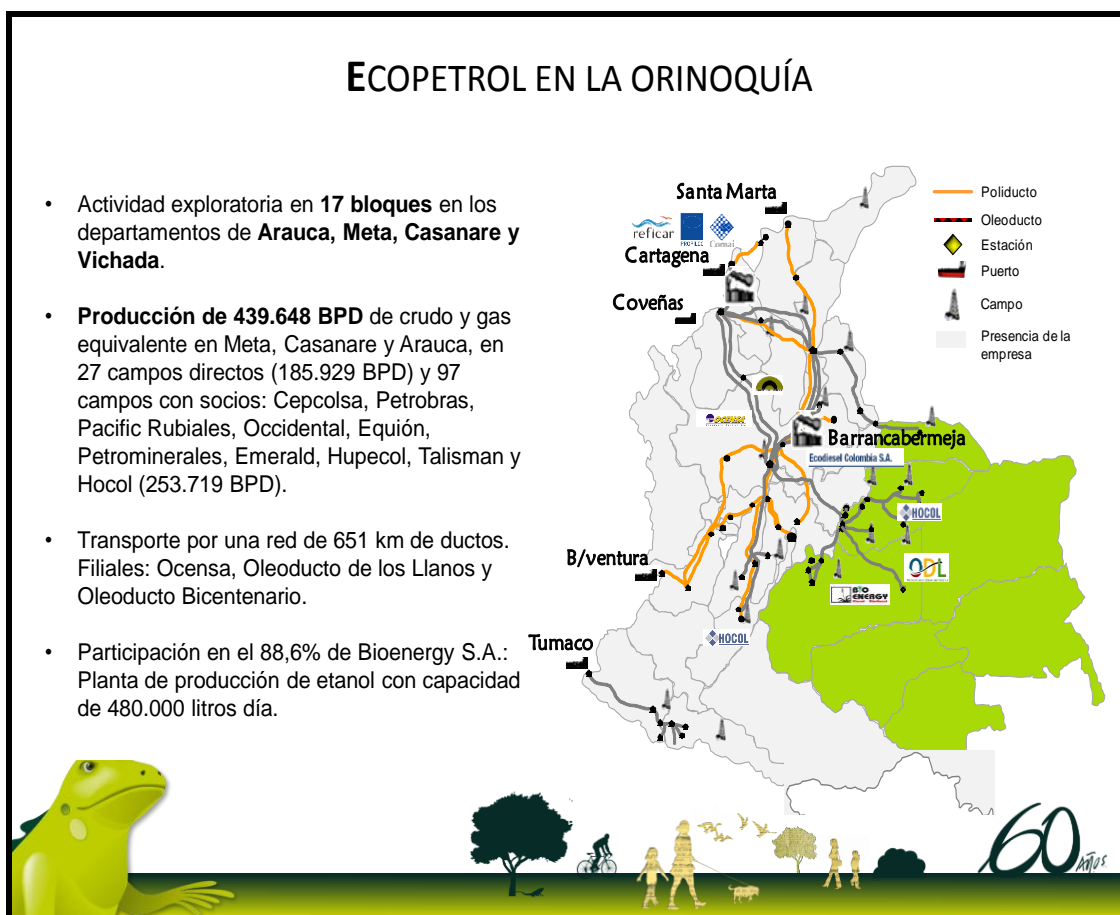 ECOPETROL EN LA ORINOQUÍA
• Actividad exploratoria en 17 bloques en los
departamentos de Arauca, Meta, Casanare y
Vichada.
• Producción de 439.648 BPD de crudo y gas
equivalente en Meta, Casanare y Arauca, en
27 campos directos (185.929 BPD) y 97
campos con socios: Cepcolsa, Petrobras,
Pacific Rubiales, Occidental, Equión,
Petrominerales, Emerald, Hupecol, Talisman y
Hocol (253.719 BPD).
• Transporte por una red de 651 km de ductos.
Filiales: Ocensa, Oleoducto de los Llanos y
Oleoducto Bicentenario.
• Participación en el 88,6% de Bioenergy S.A.:
Planta de producción de etanol con capacidad
de 480.000 litros día.
Santa Marta
reficar
PROPILCO
Comai
Cartagena
Coveñas
OCENSA
Barrancabermeja
Ecodiesel Colombia S.A.
HOCOL
ODL
BIO
ENERGY
B/ventura
HOCOL
Tumaco
Poliducto
Oleoducto
Estación
Puerto
Campo
Presencia de la
empresa
60 AÑOS